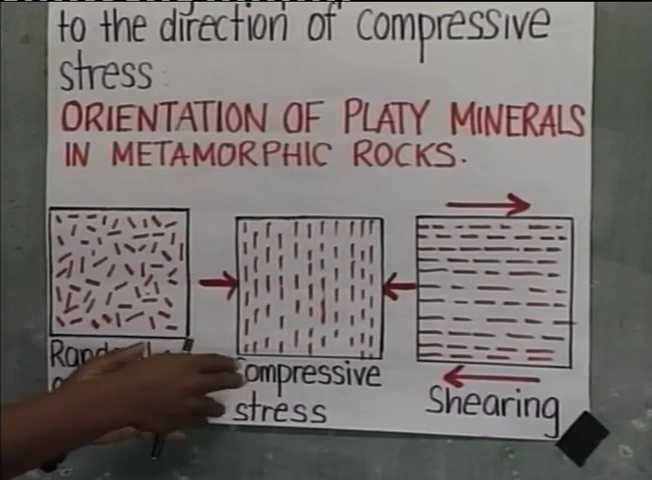 to the direction of compressive
stress
ORIENTATION OF PLATY MINERALS
IN METAMORPHIC ROCKS.
Compressive
stress
Shearing